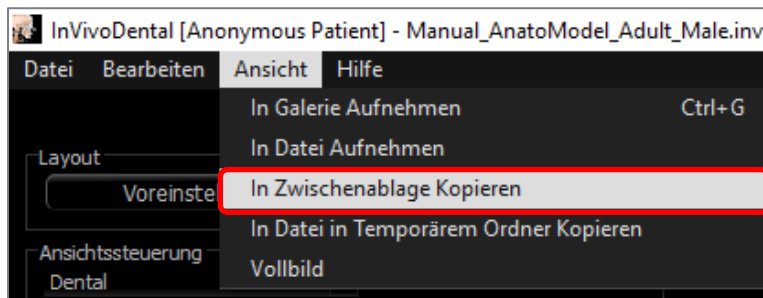 InVivoDental [Anonymous Patient] - Manual_AnatoModel_Adult_Male.inv
Datei Bearbeiten Ansicht Hilfe
In Galerie Aufnehmen Ctrl+G
In Datei Aufnehmen
Layout
In Zwischenablage Kopieren
Voreinste
In Datei in Temporärem Ordner Kopieren
Ansichtssteuerung
Vollbild
Dental